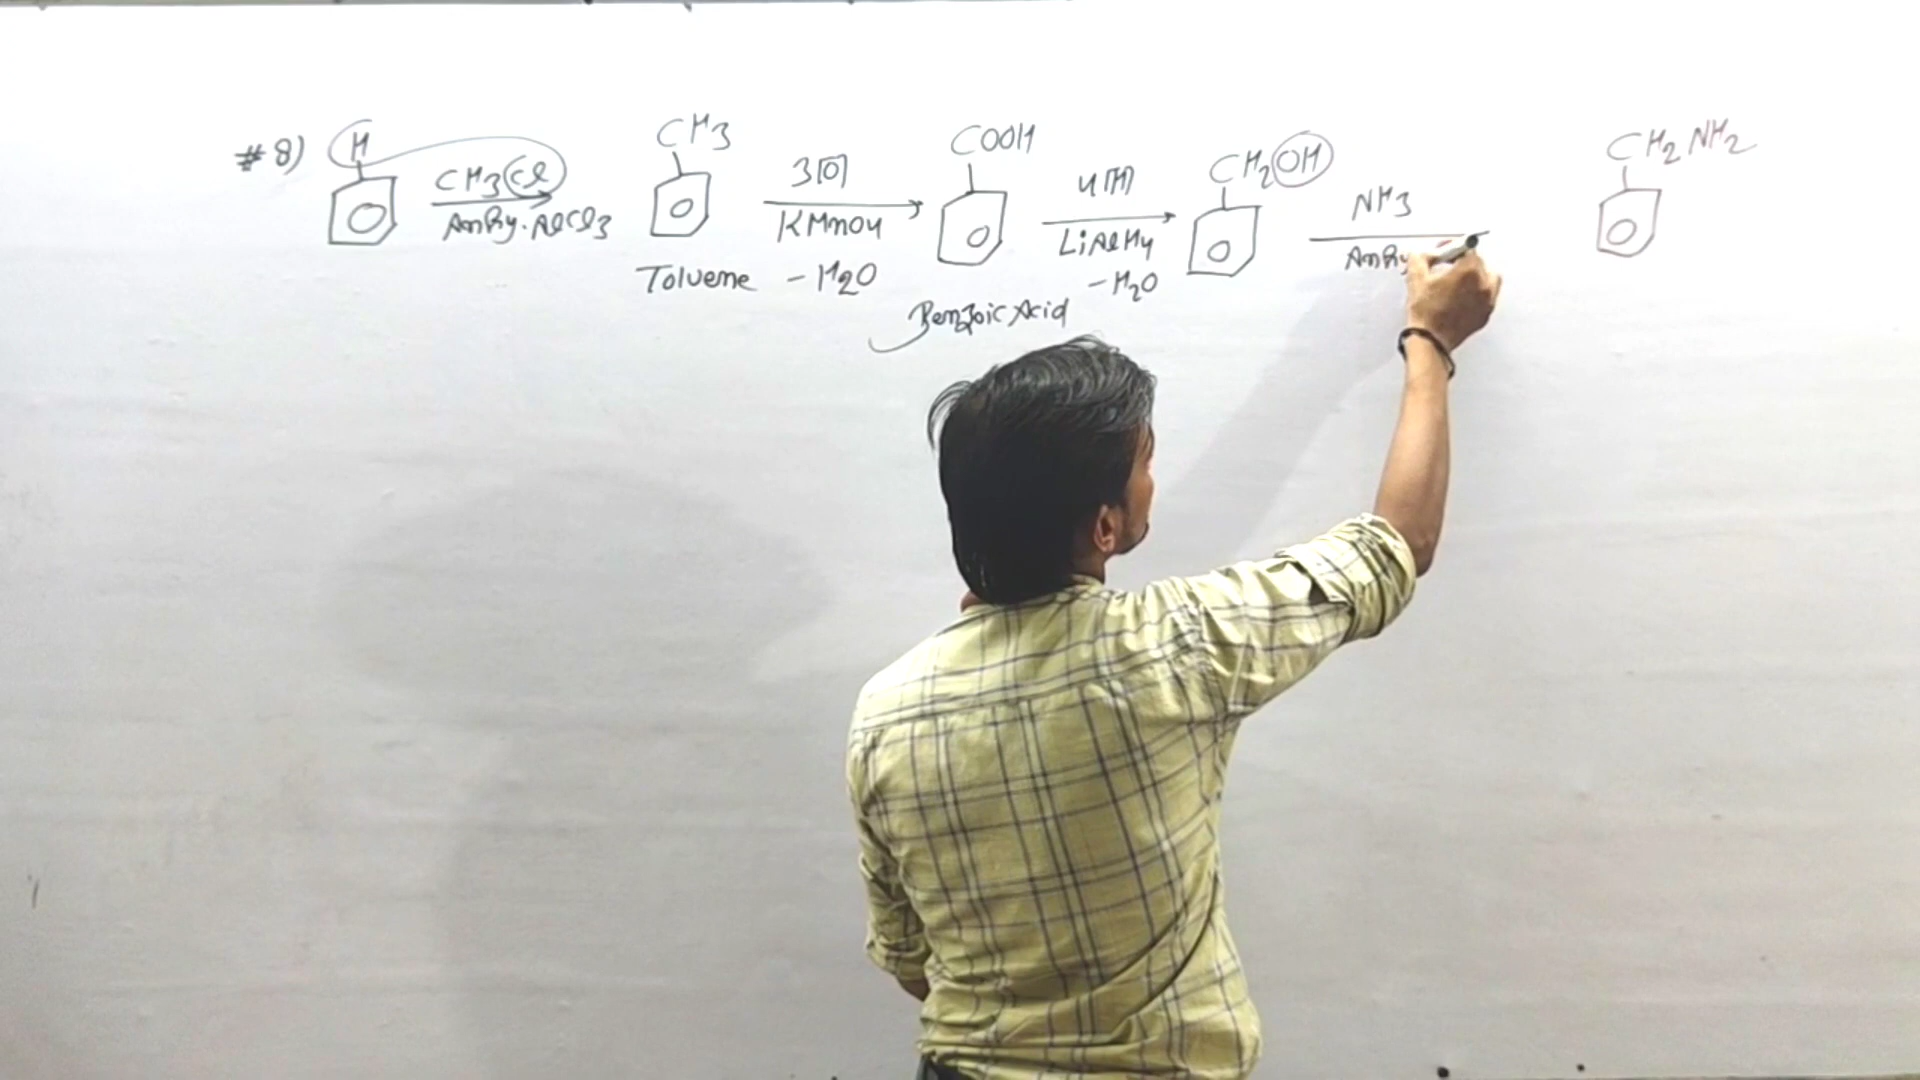 #8) H CH3Cl Anhy. AlCl3
CH3 Toluene
3[O] KMnO4 -H2O
COOH Benzoic Acid
4[H] LiAlH4 -H2O
CH2OH
NH3 Anhy
CH2NH2